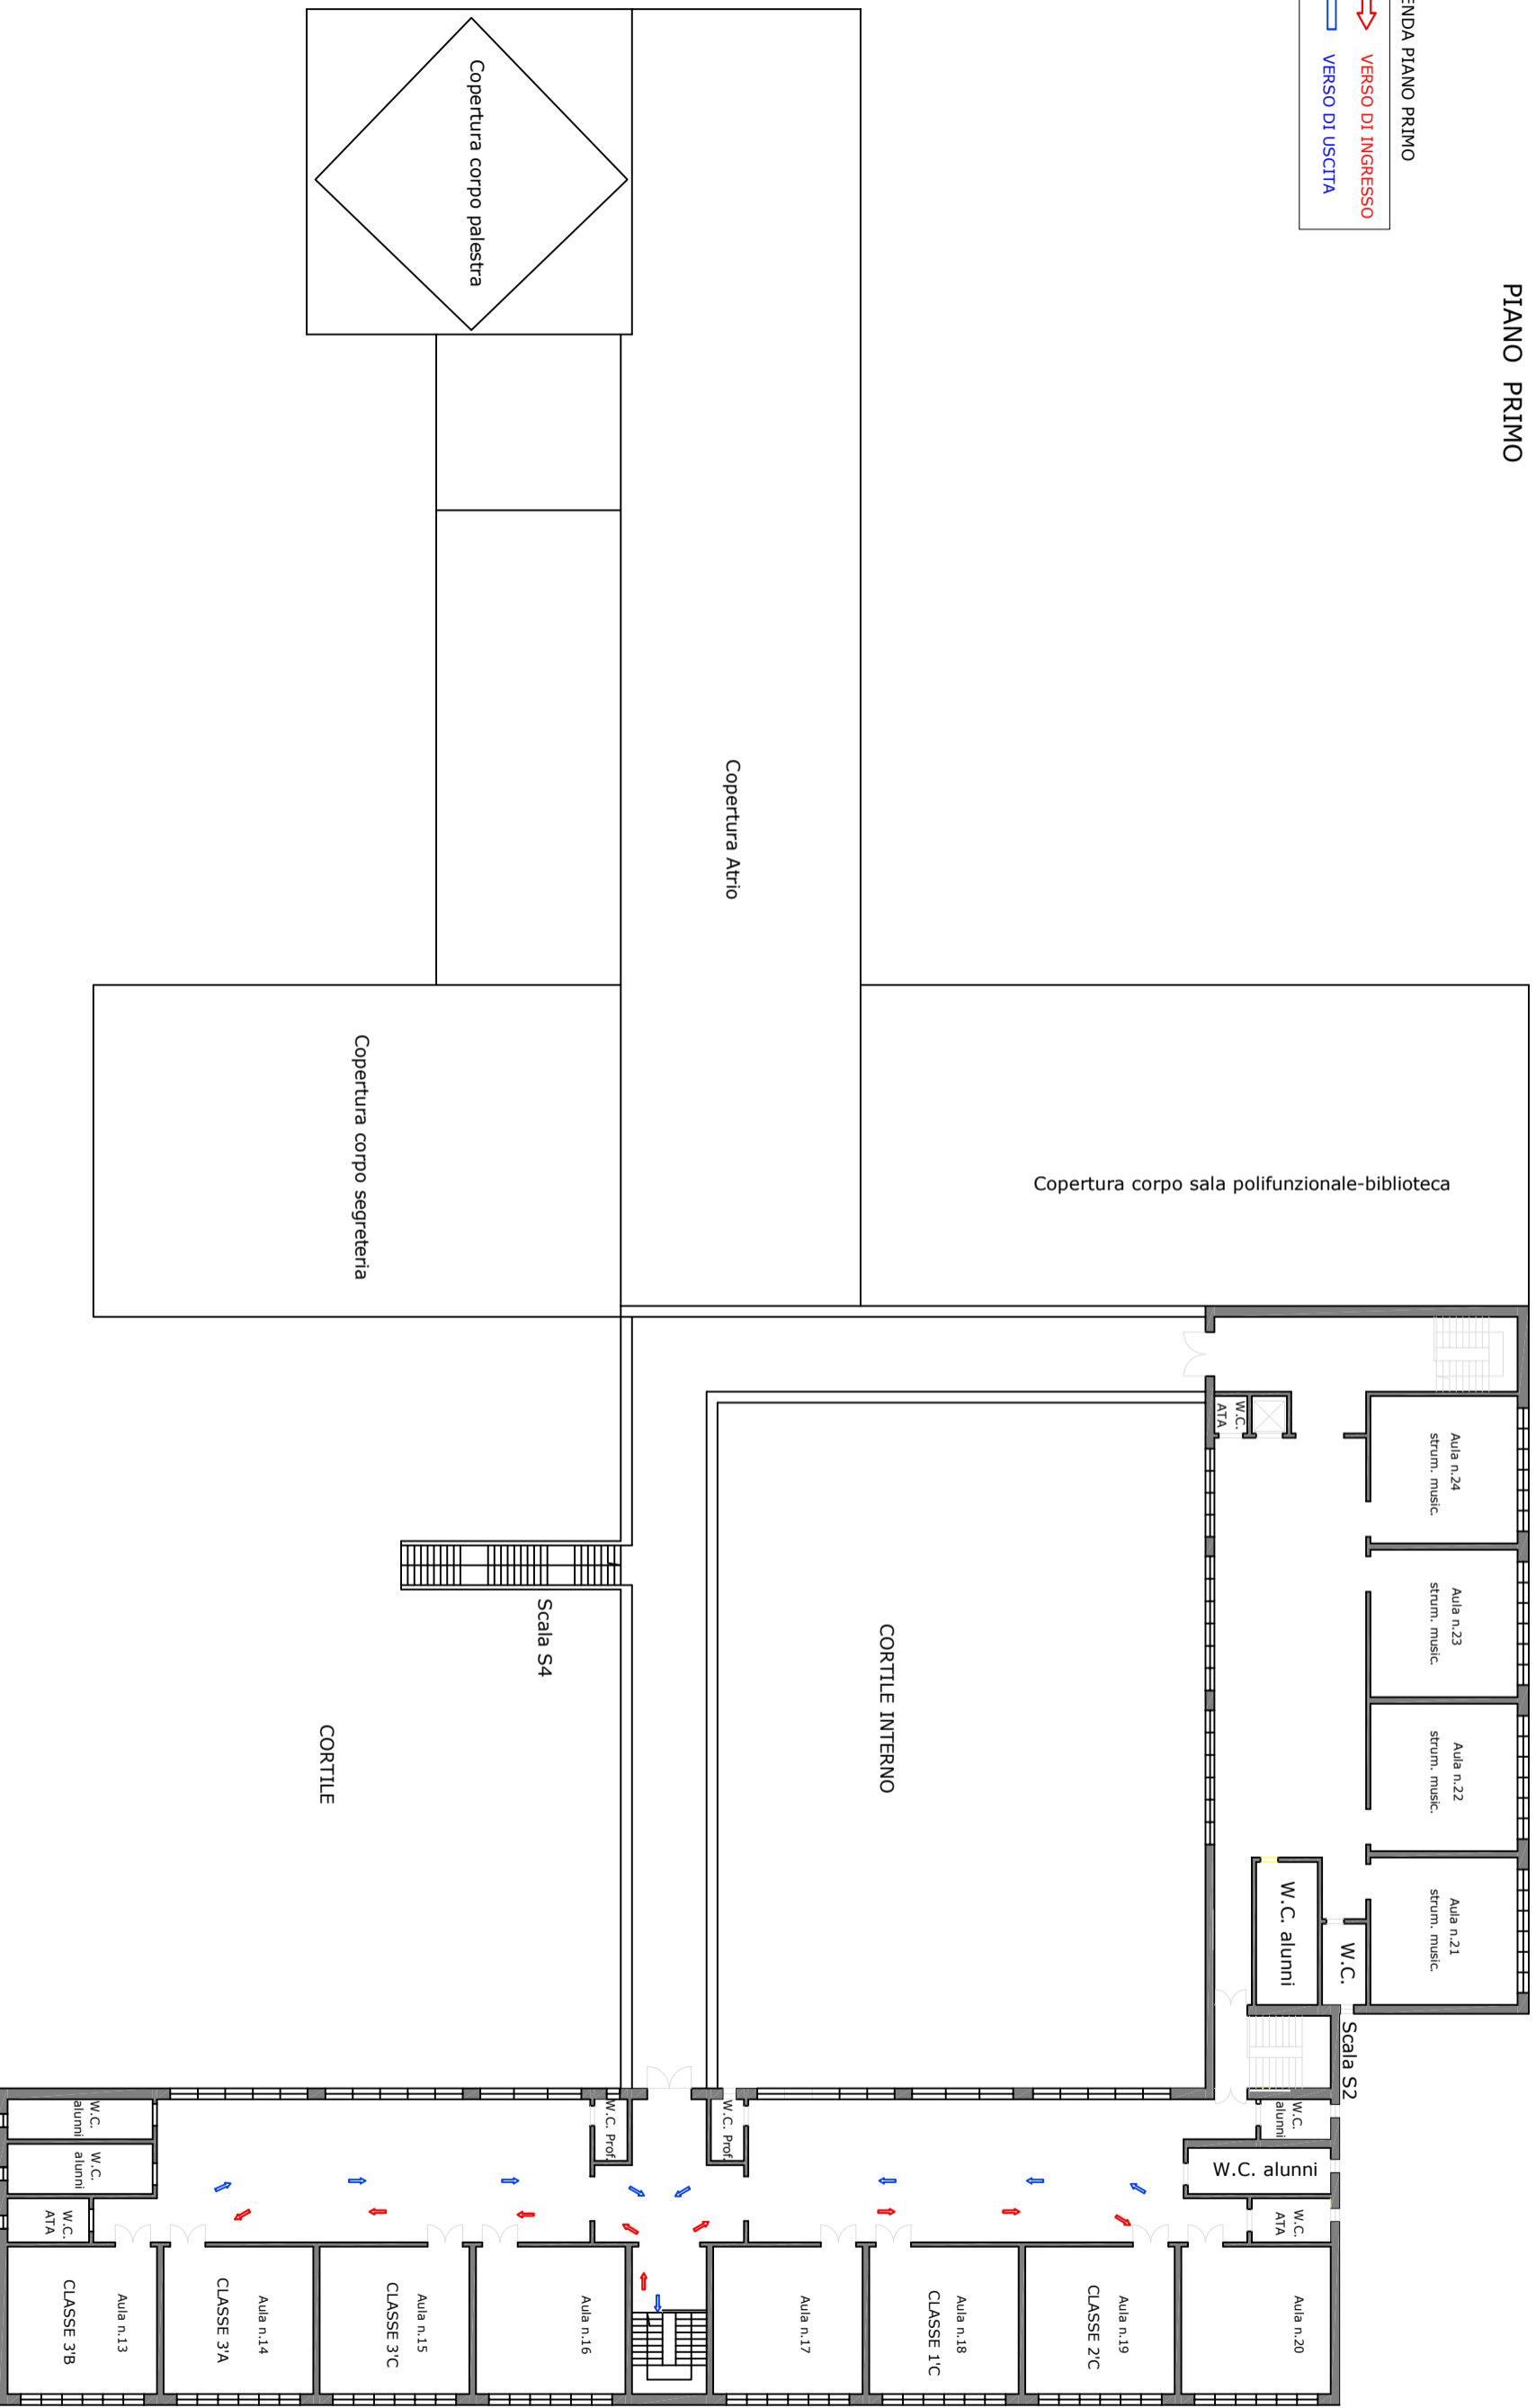 PIANO PRIMO
ENDA PIANO PRIMO
VERSO DI INGRESSO
VERSO DI USCITA
Copertura corpo palestra
Copertura Atrio
Copertura corpo segreteria
Copertura corpo sala polifunzionale-biblioteca
Aula n.24
strum. music.
Aula n.23
strum. music.
Aula n.22
strum. music.
Aula n.21
strum. music.
W.C.
ATA
W.C. alunni
W.C.
Scala S2
Scala S4
CORTILE INTERNO
CORTILE
W.C.
alunni
W.C. alunni
W.C.
ATA
W.C. Prof.
W.C. Prof.
W.C.
alunni
W.C.
alunni
W.C.
ATA
Aula n.20
Aula n.19
CLASSE 2'C
Aula n.18
CLASSE 1'C
Aula n.17
Aula n.16
Aula n.15
CLASSE 3'C
Aula n.14
CLASSE 3'A
Aula n.13
CLASSE 3'B